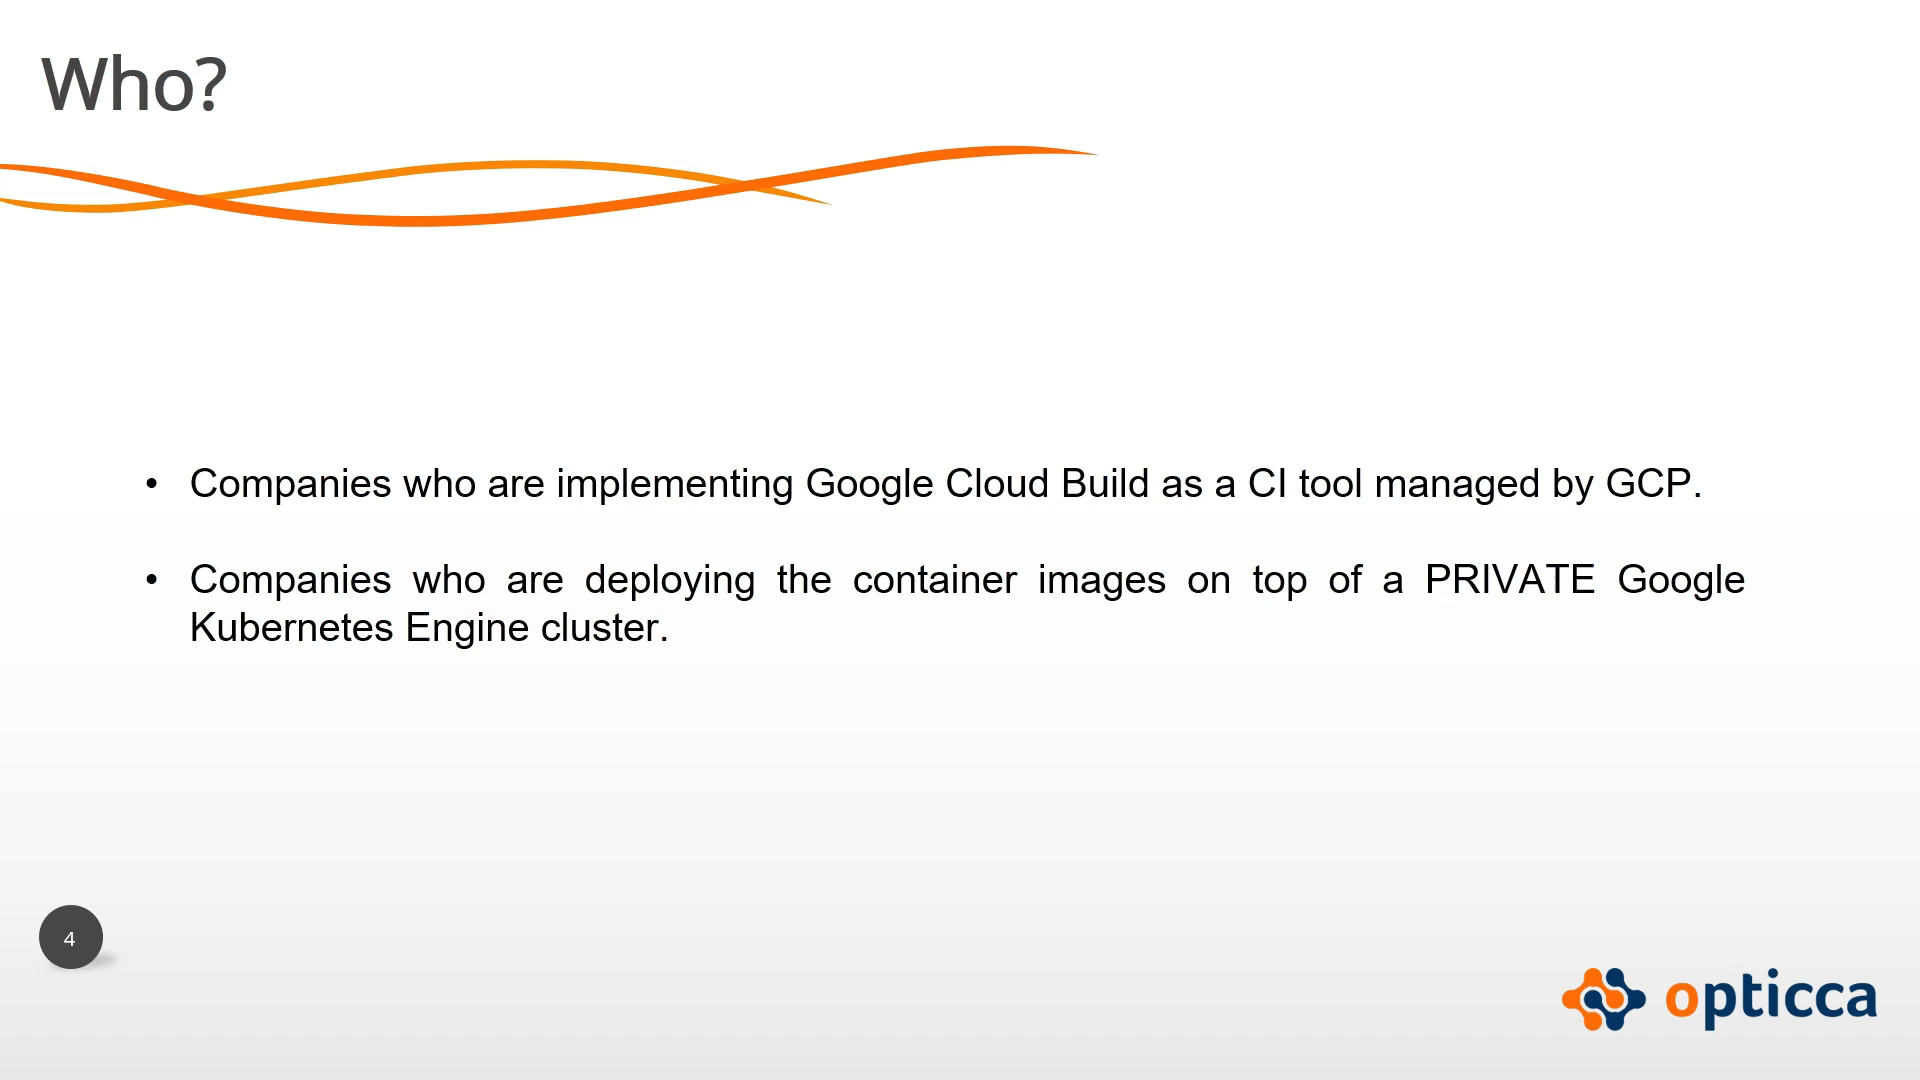 Who?
• Companies who are implementing Google Cloud Build as a CI tool managed by GCP.
• Companies who are deploying the container images on top of a PRIVATE Google
Kubernetes Engine cluster.
4
opticca